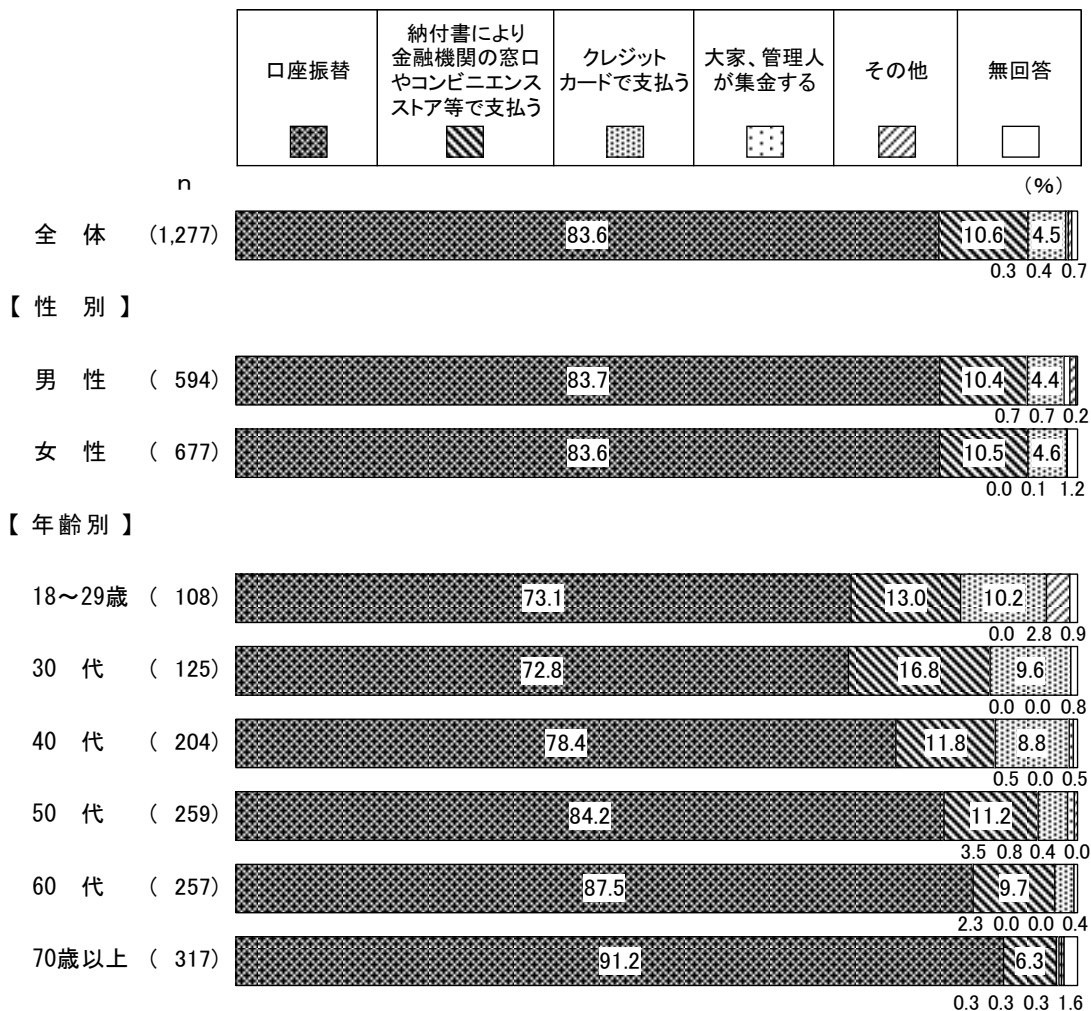 口座振替
納付書により
金融機関の窓口
やコンビニエンス
ストア等で支払う
クレジット
カードで支払う
大家、管理人
が集金する
その他
無回答
n
(%)
全 体 (1,277) 83.6 10.6 4.5
0.3 0.4 0.7
【 性 別 】
男 性 ( 594) 83.7 10.4 4.4
0.7 0.7 0.2
女 性 ( 677) 83.6 10.5 4.6
0.0 0.1 1.2
【 年齢別 】
18～29歳 ( 108) 73.1 13.0 10.2
0.0 2.8 0.9
30 代 ( 125) 72.8 16.8 9.6
0.0 0.0 0.8
40 代 ( 204) 78.4 11.8 8.8
0.5 0.0 0.5
50 代 ( 259) 84.2 11.2
3.5 0.8 0.4 0.0
60 代 ( 257) 87.5 9.7
2.3 0.0 0.0 0.4
70歳以上 ( 317) 91.2 6.3
0.3 0.3 0.3 1.6